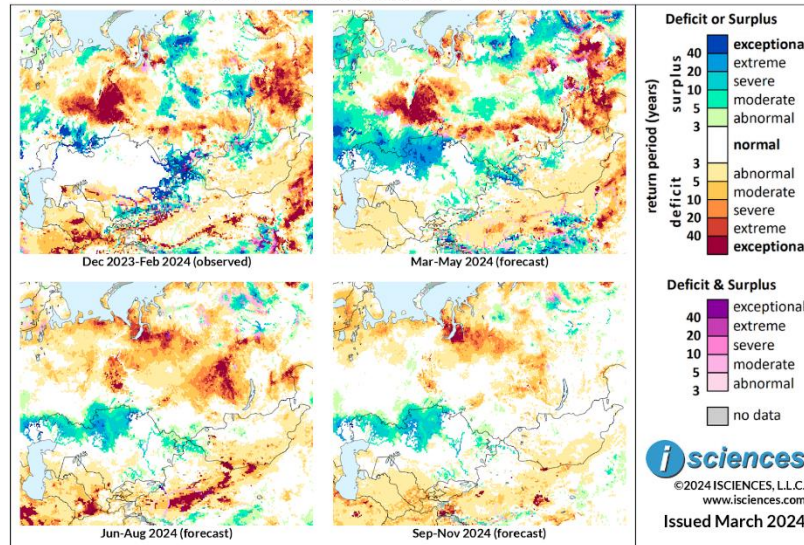 Dec 2023-Feb 2024 (observed)
Mar-May 2024 (forecast)
Jun-Aug 2024 (forecast)
Sep-Nov 2024 (forecast)
Deficit or Surplus
return period (years)
surplus
deficit
40
20
10
5
3
3
5
10
20
40
exceptional
extreme
severe
moderate
abnormal
normal
abnormal
moderate
severe
extreme
exceptional
Deficit & Surplus
40
20
10
5
3
exceptional
extreme
severe
moderate
abnormal
no data
i sciences
©2024 ISCIENCES, L.L.C.
www.isciences.com
Issued March 2024